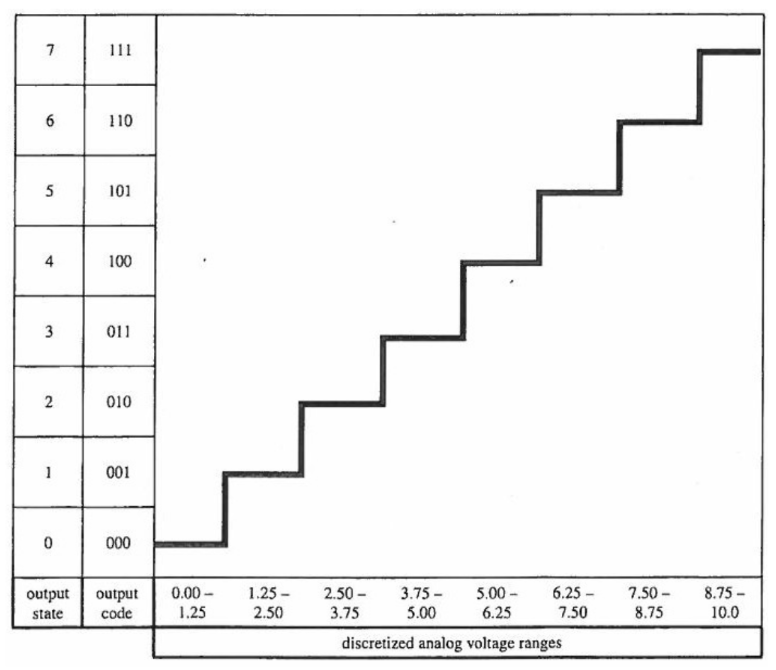 7 111
6 110
5 101
4 100
3 011
2 010
1 001
0 000
output output 0.00 – 1.25 – 2.50 – 3.75 – 5.00 – 6.25 – 7.50 – 8.75 –
state code 1.25 2.50 3.75 5.00 6.25 7.50 8.75 10.0
discretized analog voltage ranges